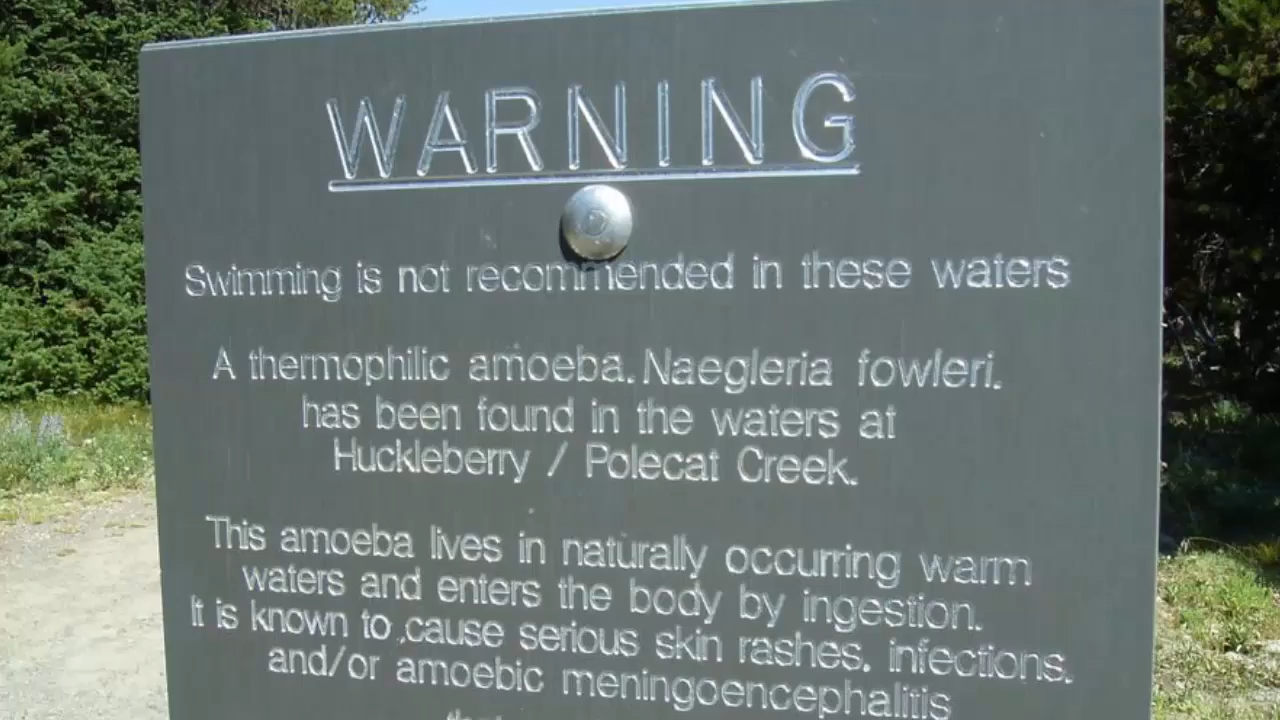 WARNING
Swimming is not recommended in these waters
A thermophilic amoeba. Naegleria fowleri.
has been found in the waters at
Huckleberry / Polecat Creek.
This amoeba lives in naturally occurring warm
waters and enters the body by ingestion.
It is known to cause serious skin rashes. infections.
and/or amoebic meningoencephalitis